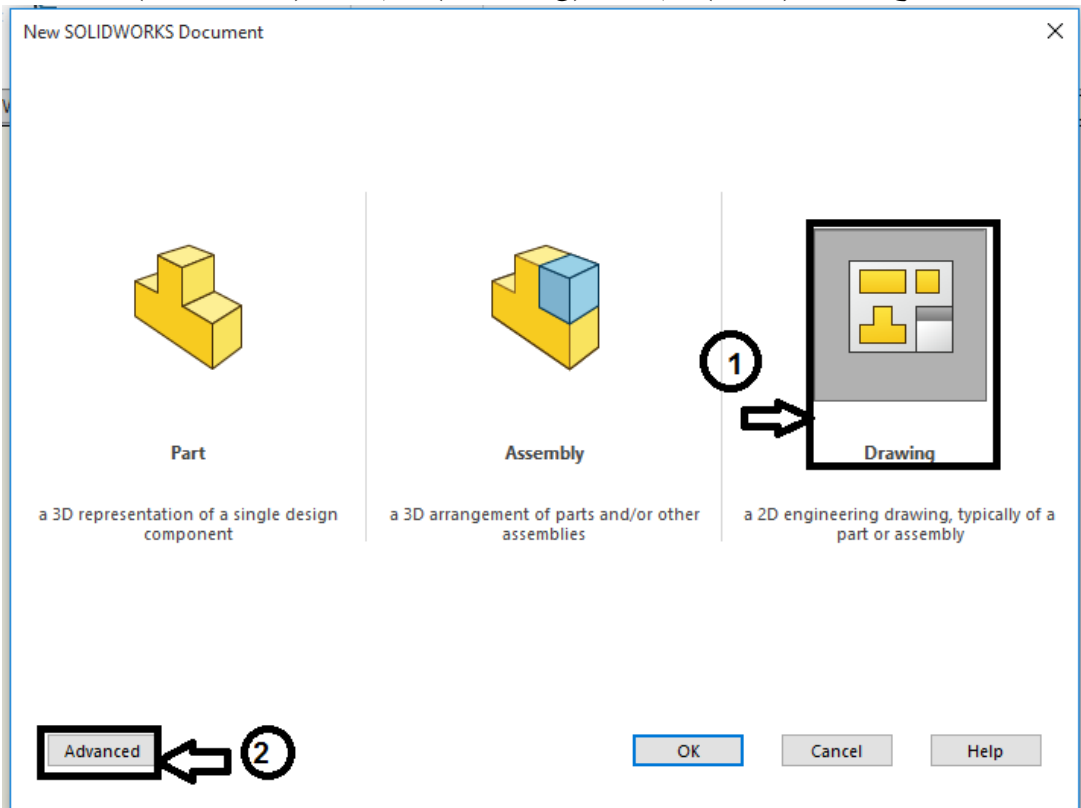 New SOLIDWORKS Document
1
Part
Assembly
Drawing
a 3D representation of a single design
component
a 3D arrangement of parts and/or other
assemblies
a 2D engineering drawing, typically of a
part or assembly
Advanced
2
OK
Cancel
Help